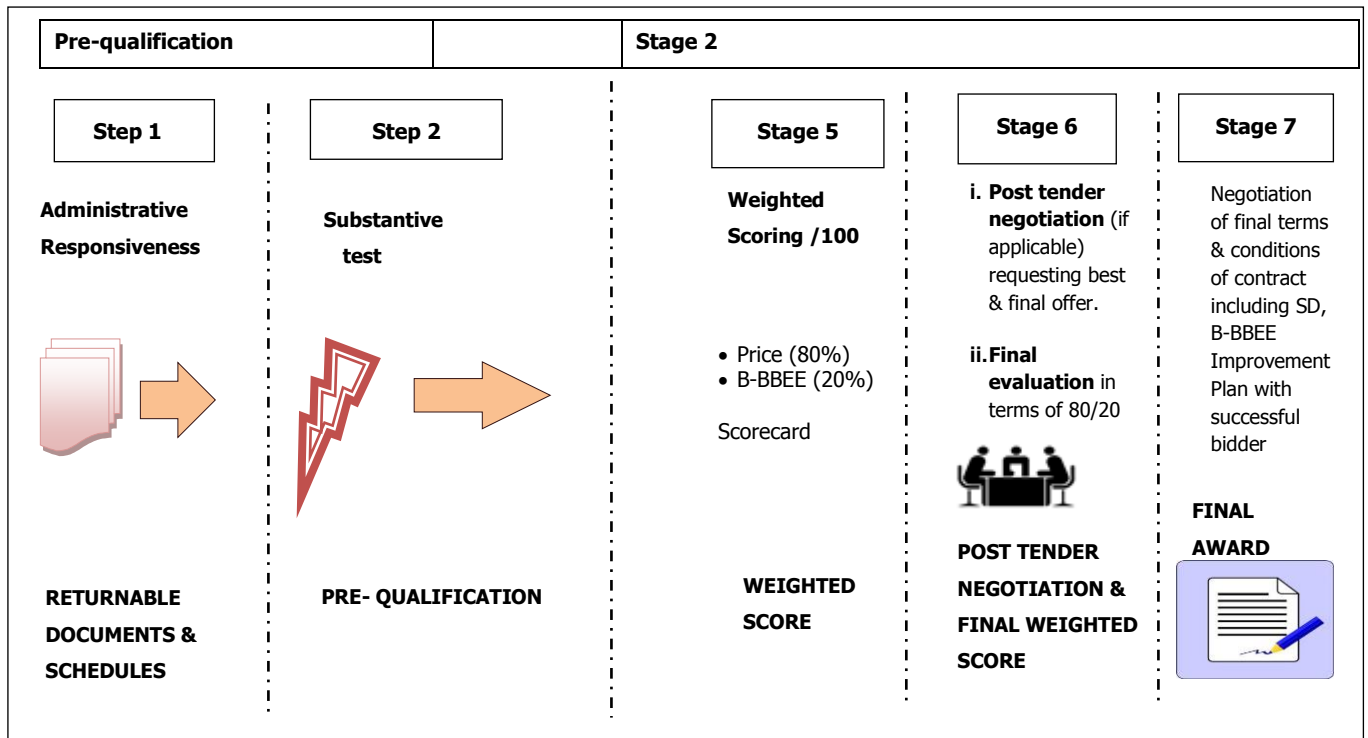 Pre-qualification
Stage 2
Step 1
Administrative
Responsiveness
RETURNABLE
DOCUMENTS &
SCHEDULES
Step 2
Substantive
test
PRE- QUALIFICATION
Stage 5
Weighted
Scoring /100
• Price (80%)
• B-BBEE (20%)
Scorecard
WEIGHTED
SCORE
Stage 6
i. Post tender
negotiation (if
applicable)
requesting best
& final offer.
ii. Final
evaluation in
terms of 80/20
POST TENDER
NEGOTIATION &
FINAL WEIGHTED
SCORE
Stage 7
Negotiation
of final terms
& conditions
of contract
including SD,
B-BBEE
Improvement
Plan with
successful
bidder
FINAL
AWARD